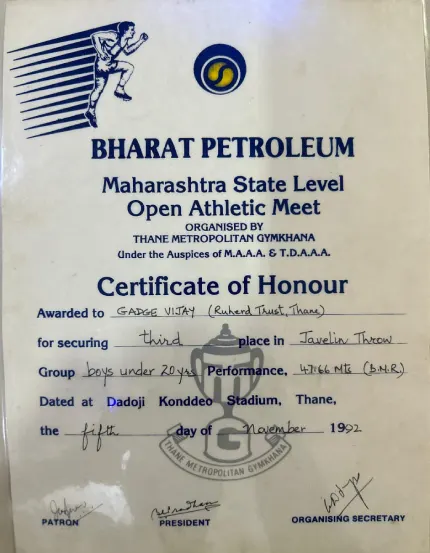 BHARAT PETROLEUM
Maharashtra State Level
Open Athletic Meet
ORGANISED BY
THANE METROPOLITAN GYMKHANA
Under the Auspices of M.A.A.A. & T.D.A.A.A.
Certificate of Honour
Awarded to GADGE VIJAY (Ruherd Trust, Thane)
for securing third place in Javelin Throw
Group boys under 20 yrs Performance, 47.66 Mts (B.M.R.)
Dated at Dadoji Konddeo Stadium, Thane,
the fifth day of November 1992
G
THANE METROPOLITAN GYMKHANA
PATRON PRESIDENT ORGANISING SECRETARY